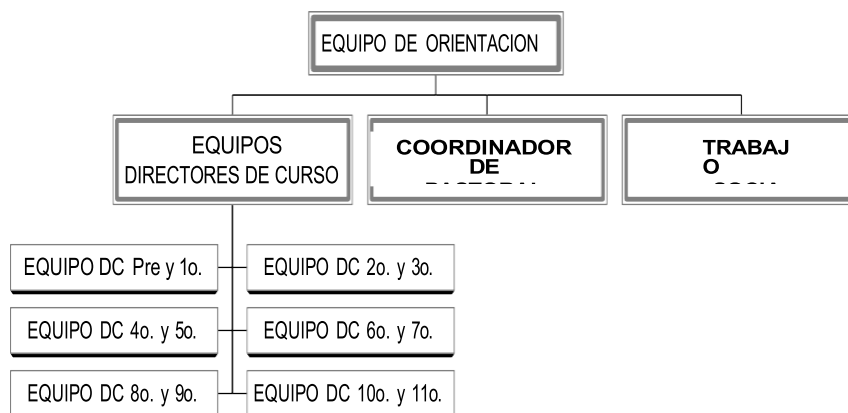 EQUIPO DE ORIENTACION
EQUIPOS
DIRECTORES DE CURSO
COORDINADOR
DE
TRABAJ
O
EQUIPO DC Pre y 1o.
EQUIPO DC 2o. y 3o.
EQUIPO DC 4o. y 5o.
EQUIPO DC 6o. y 7o.
EQUIPO DC 8o. y 9o.
EQUIPO DC 10o. y 11o.